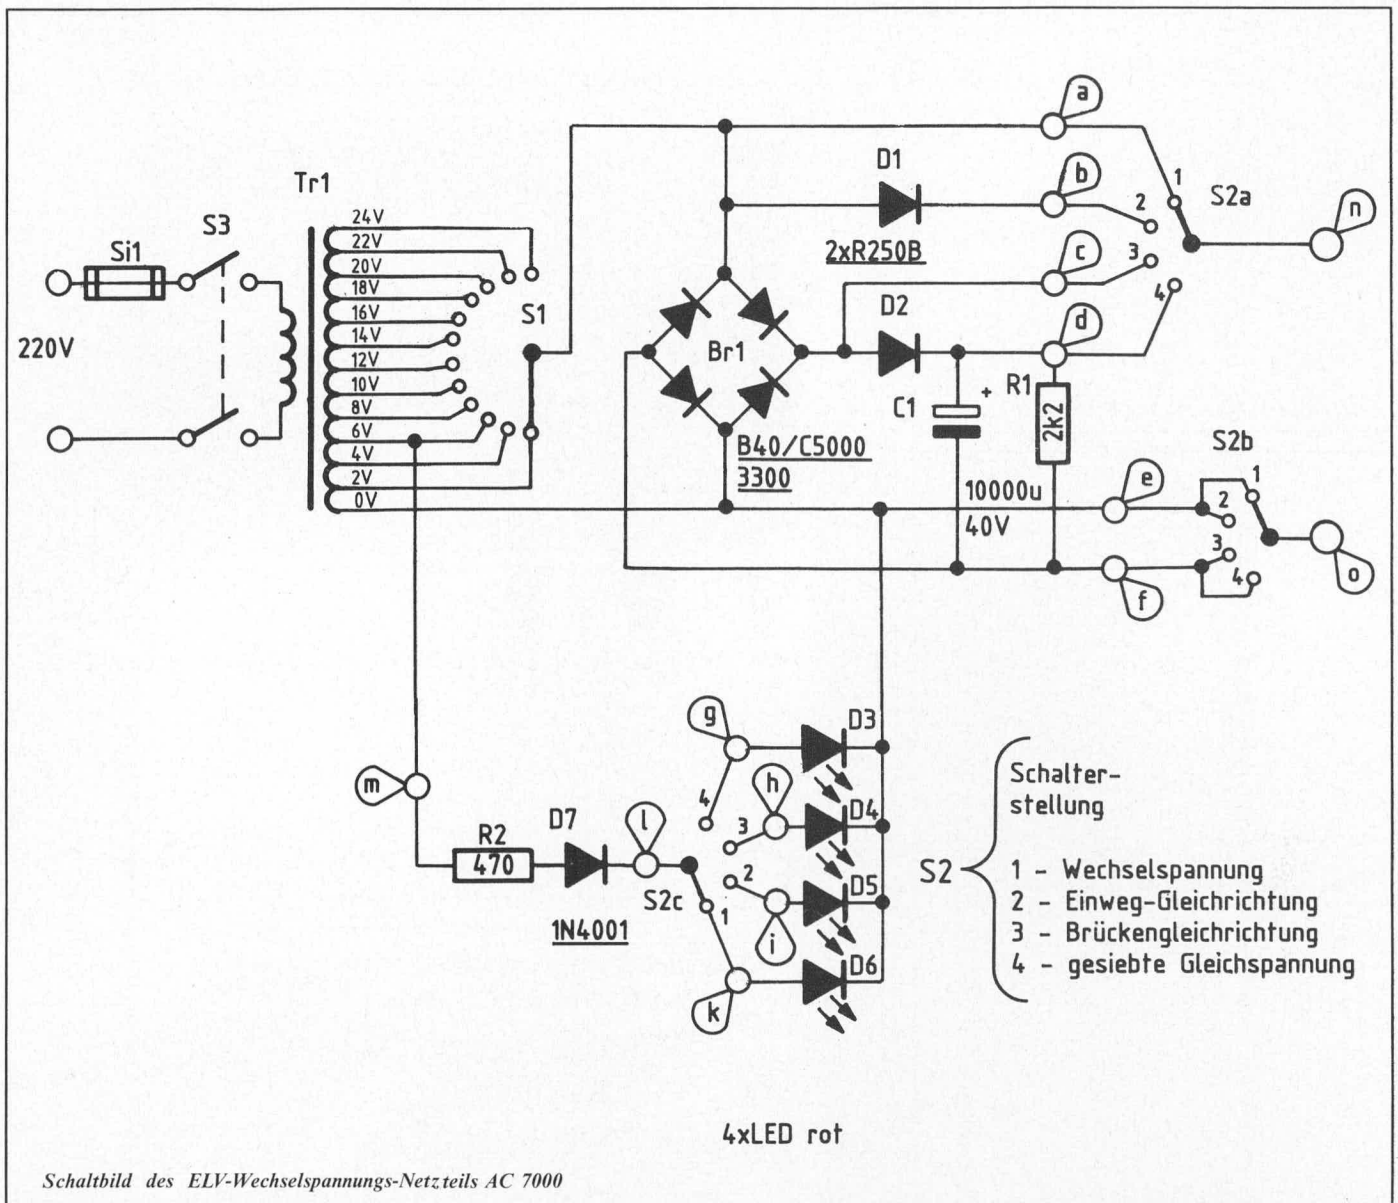 a
D1
b
Tr1
1
S2a
S3
24V
2
n
22V
2xR250B
Si1
20V
c
3
18V
S1
D2
4
16V
d
220V
14V
Br1
12V
R1
10V
C1
+
2k2
8V
S2b
6V
B40/C5000
4V
3300
e
1
2V
10000u
2
0V
40V
3
o
4
f
g
D3
m
h
Schalter-
stellung
4
D4
D7
l
3
R2
470
S2
1 - Wechselspannung
2
D5
S2c
1
2 - Einweg-Gleichrichtung
1N4001
i
3 - Brückengleichrichtung
D6
4 - gesiebte Gleichspannung
k
4xLED rot
Schaltbild des ELV-Wechselspannungs-Netzteils AC 7000